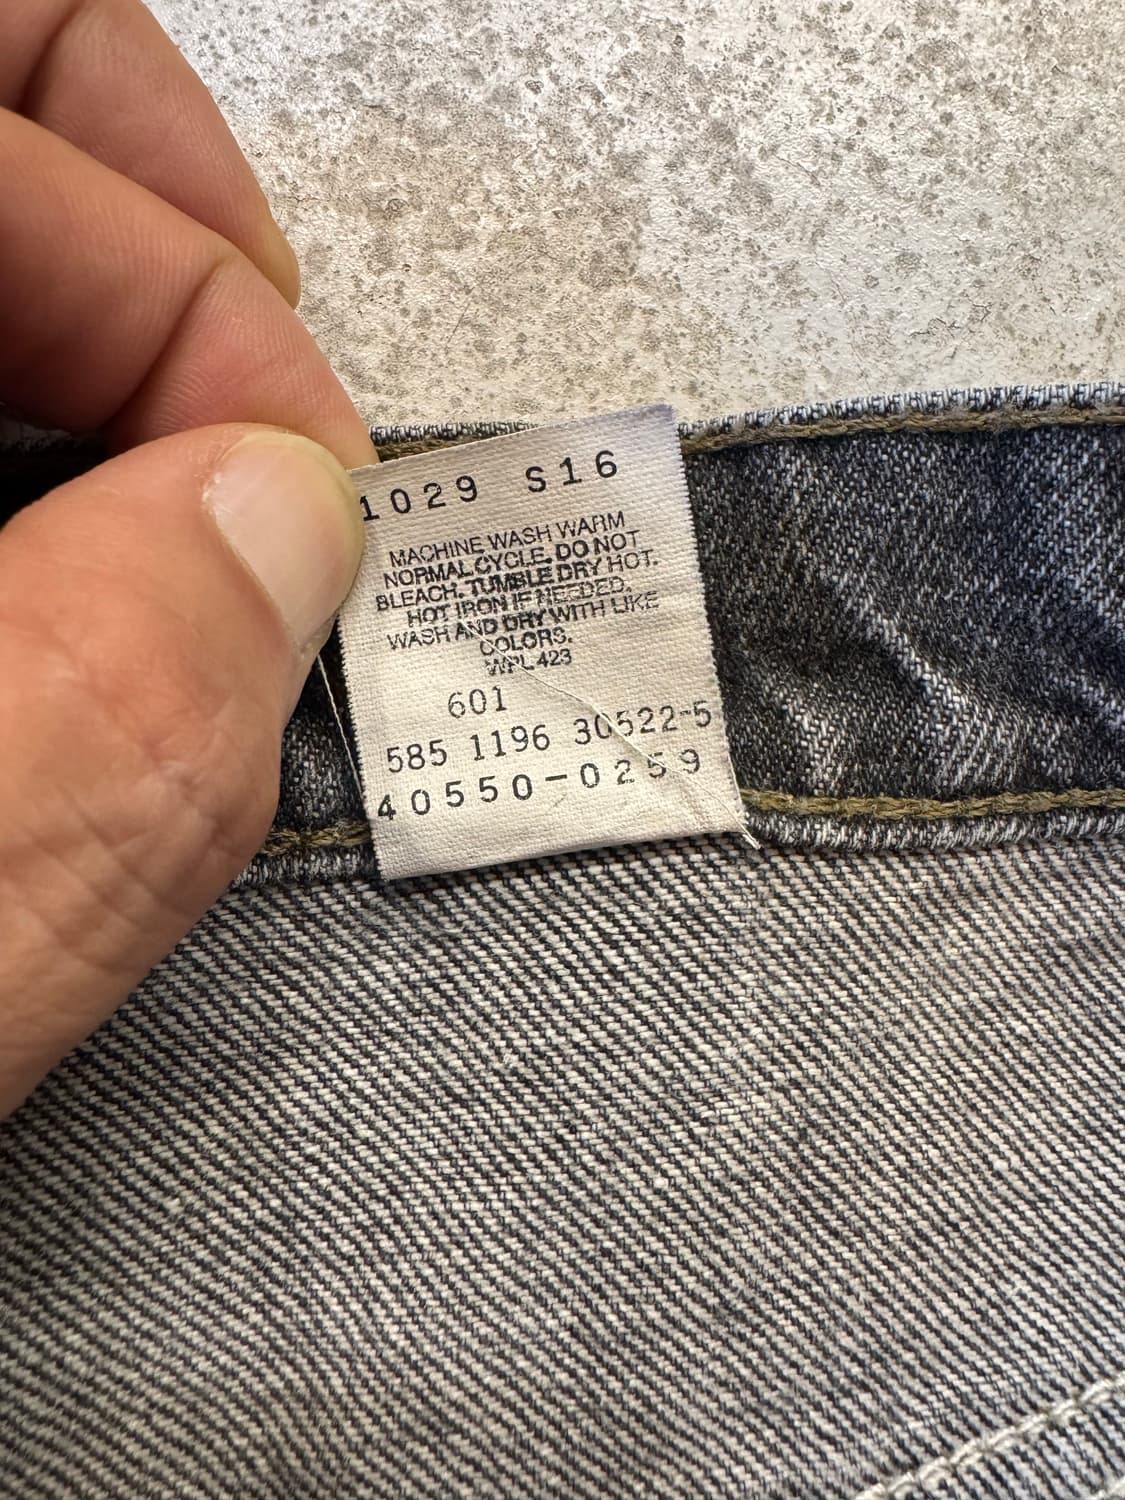 1029 S16
MACHINE WASH WARM
NORMAL CYCLE. DO NOT
BLEACH. TUMBLE DRY HOT.
HOT IRON IF NEEDED.
WASH AND DRY WITH LIKE
COLORS.
WPL 423
601
585 1196 30522-5
40550-0259